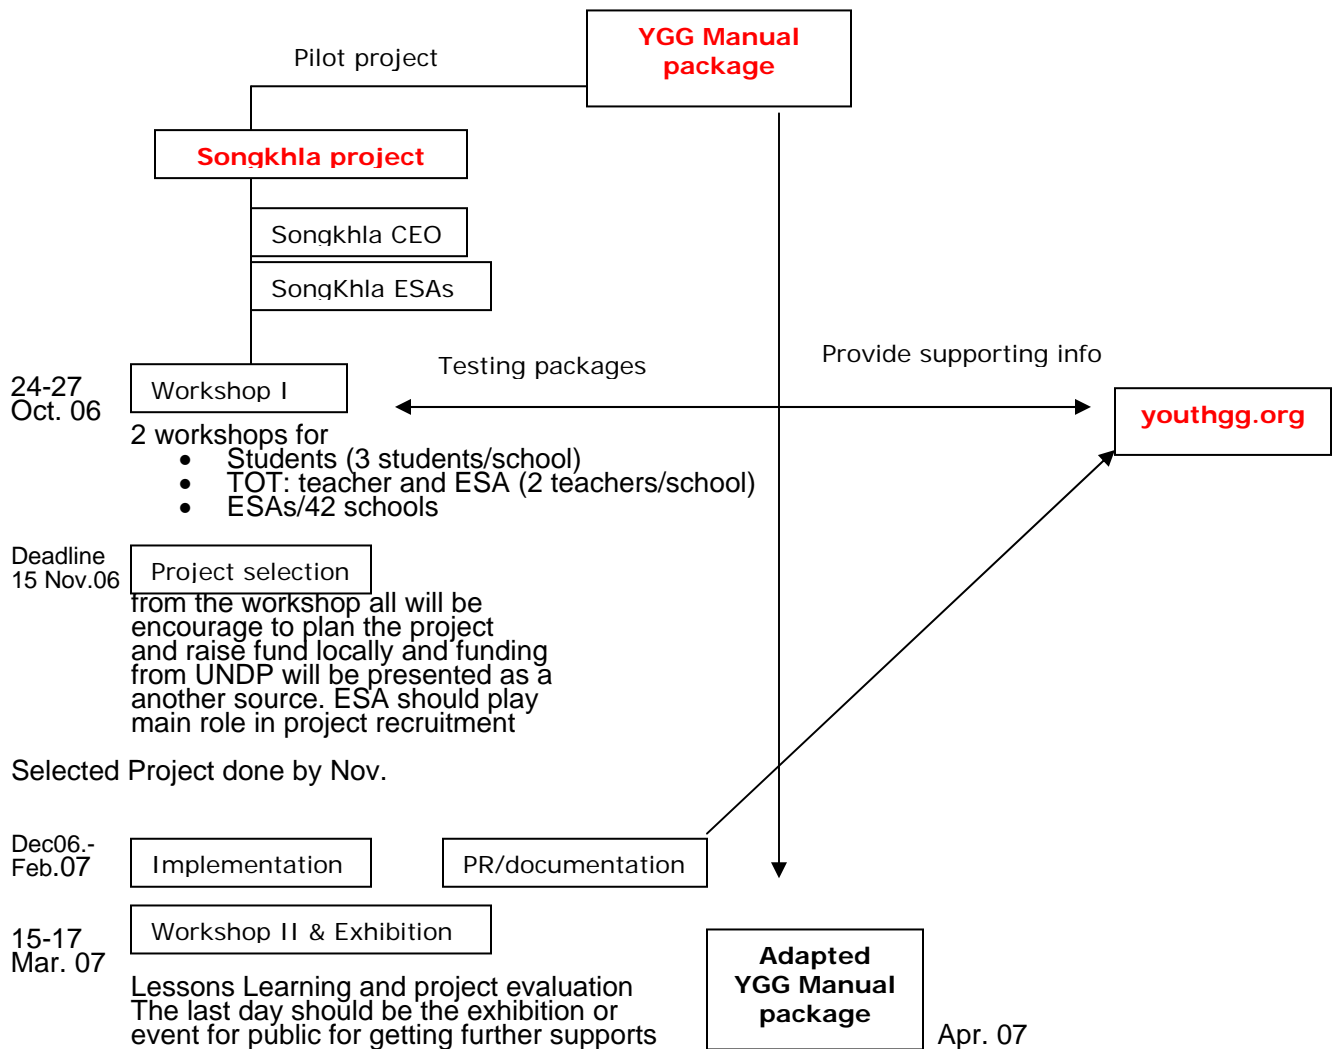 YGG Manual
package
Pilot project
Songkhla project
Songkhla CEO
SongKhla ESAs
Testing packages
Provide supporting info
24-27
Oct. 06
Workshop I
youthgg.org
2 workshops for
• Students (3 students/school)
• TOT: teacher and ESA (2 teachers/school)
• ESAs/42 schools
Deadline
15 Nov.06
Project selection
from the workshop all will be
encourage to plan the project
and raise fund locally and funding
from UNDP will be presented as a
another source. ESA should play
main role in project recruitment
Selected Project done by Nov.
Dec06.-
Feb.07
Implementation
PR/documentation
15-17
Mar. 07
Workshop II & Exhibition
Lessons Learning and project evaluation
The last day should be the exhibition or
event for public for getting further supports
Adapted
YGG Manual
package
Apr. 07